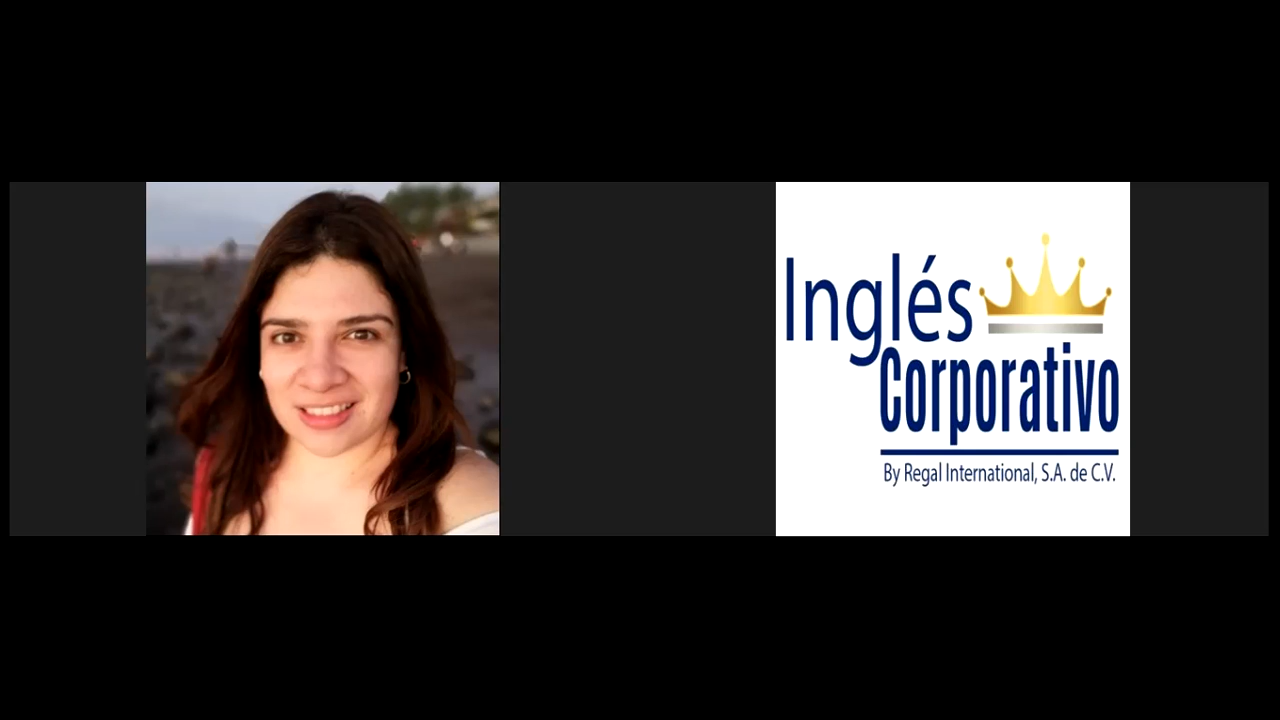 Inglés
Corporativo
By Regal International, S.A. de C.V.